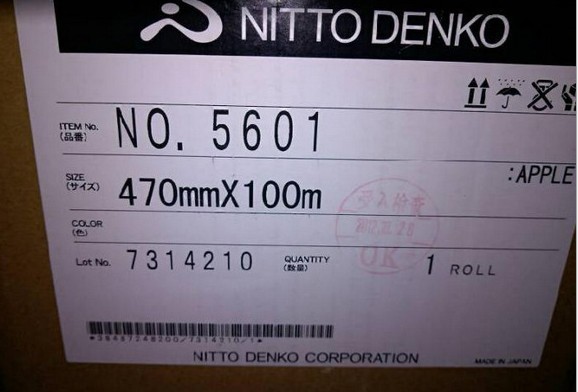 NITTO DENKO
ITEM No. NO. 5601
(品番)
:APPLE
SIZE 470mmX100m
(サイズ)
COLOR
(色)
Lot No. 7314210 QUANTITY 1 ROLL
(数量)
OK
NITTO DENKO CORPORATION
MADE IN JAPAN